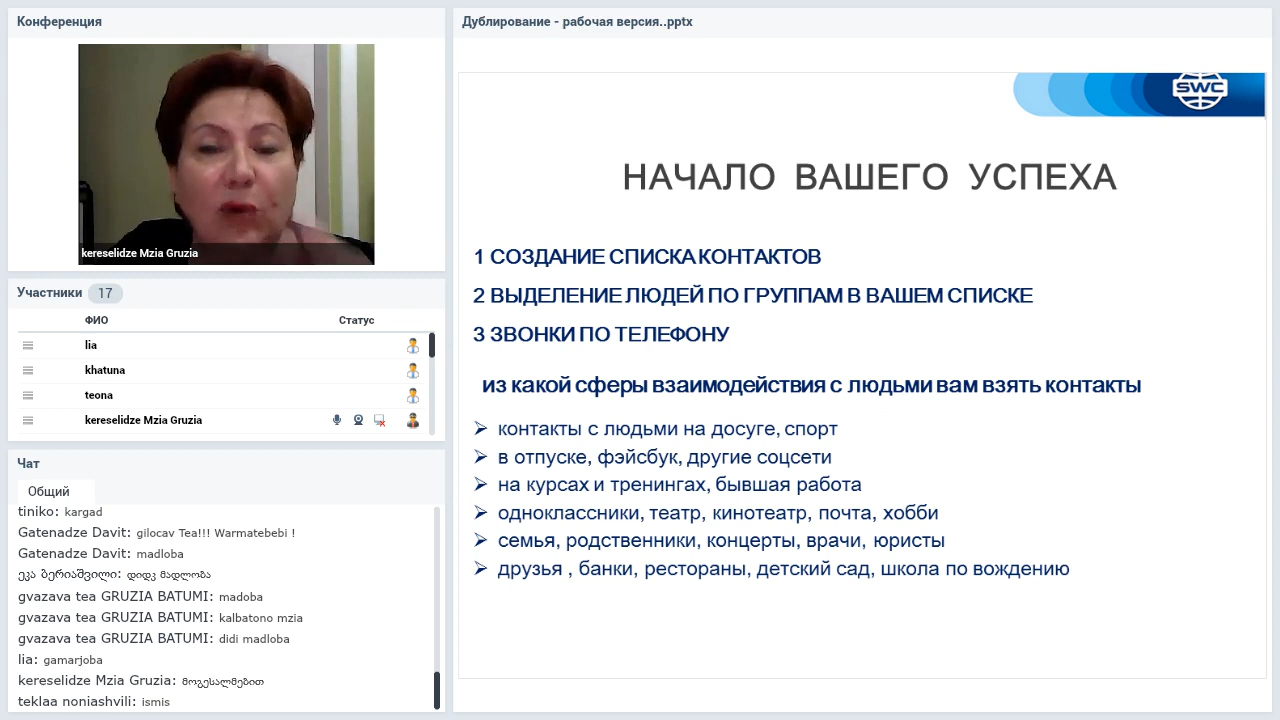 Конференция
kereselidze Mzia Gruzia
Участники 17
ФИО Статус
lia
khatuna
teona
kereselidze Mzia Gruzia
Чат
Общий
tiniko: kargad
Gatenadze Davit: gilocav Tea!!! Warmatebebi !
Gatenadze Davit: madloba
ეკა ბერიაშვილი: დიდკ მადლობა
gvazava tea GRUZIA BATUMI: madoba
gvazava tea GRUZIA BATUMI: kalbatono mzia
gvazava tea GRUZIA BATUMI: didi madloba
lia: gamarjoba
kereselidze Mzia Gruzia: მოგესალმებით
teklaa noniashvili: ismis
Дублирование - рабочая версия..pptx
SWC
НАЧАЛО ВАШЕГО УСПЕХА
1 СОЗДАНИЕ СПИСКА КОНТАКТОВ
2 ВЫДЕЛЕНИЕ ЛЮДЕЙ ПО ГРУППАМ В ВАШЕМ СПИСКЕ
3 ЗВОНКИ ПО ТЕЛЕФОНУ
из какой сферы взаимодействия с людьми вам взять контакты
➢ контакты с людьми на досуге, спорт
➢ в отпуске, фэйсбук, другие соцсети
➢ на курсах и тренингах, бывшая работа
➢ одноклассники, театр, кинотеатр, почта, хобби
➢ семья, родственники, концерты, врачи, юристы
➢ друзья , банки, рестораны, детский сад, школа по вождению